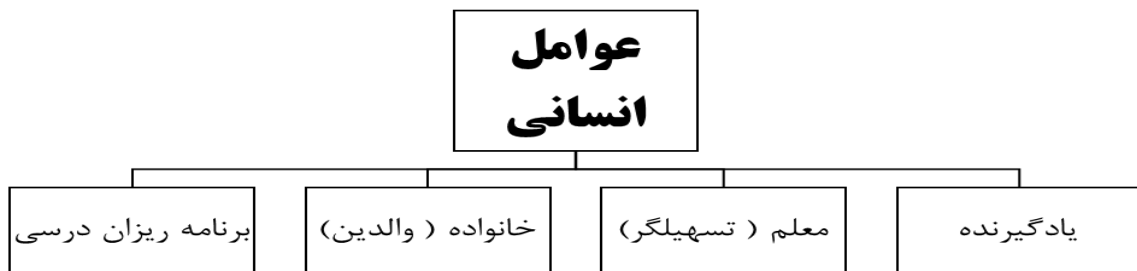 عوامل
انسانی
یادگیرنده
معلم ( تسهیلگر)
خانواده ( والدین)
برنامه ریزان درسی